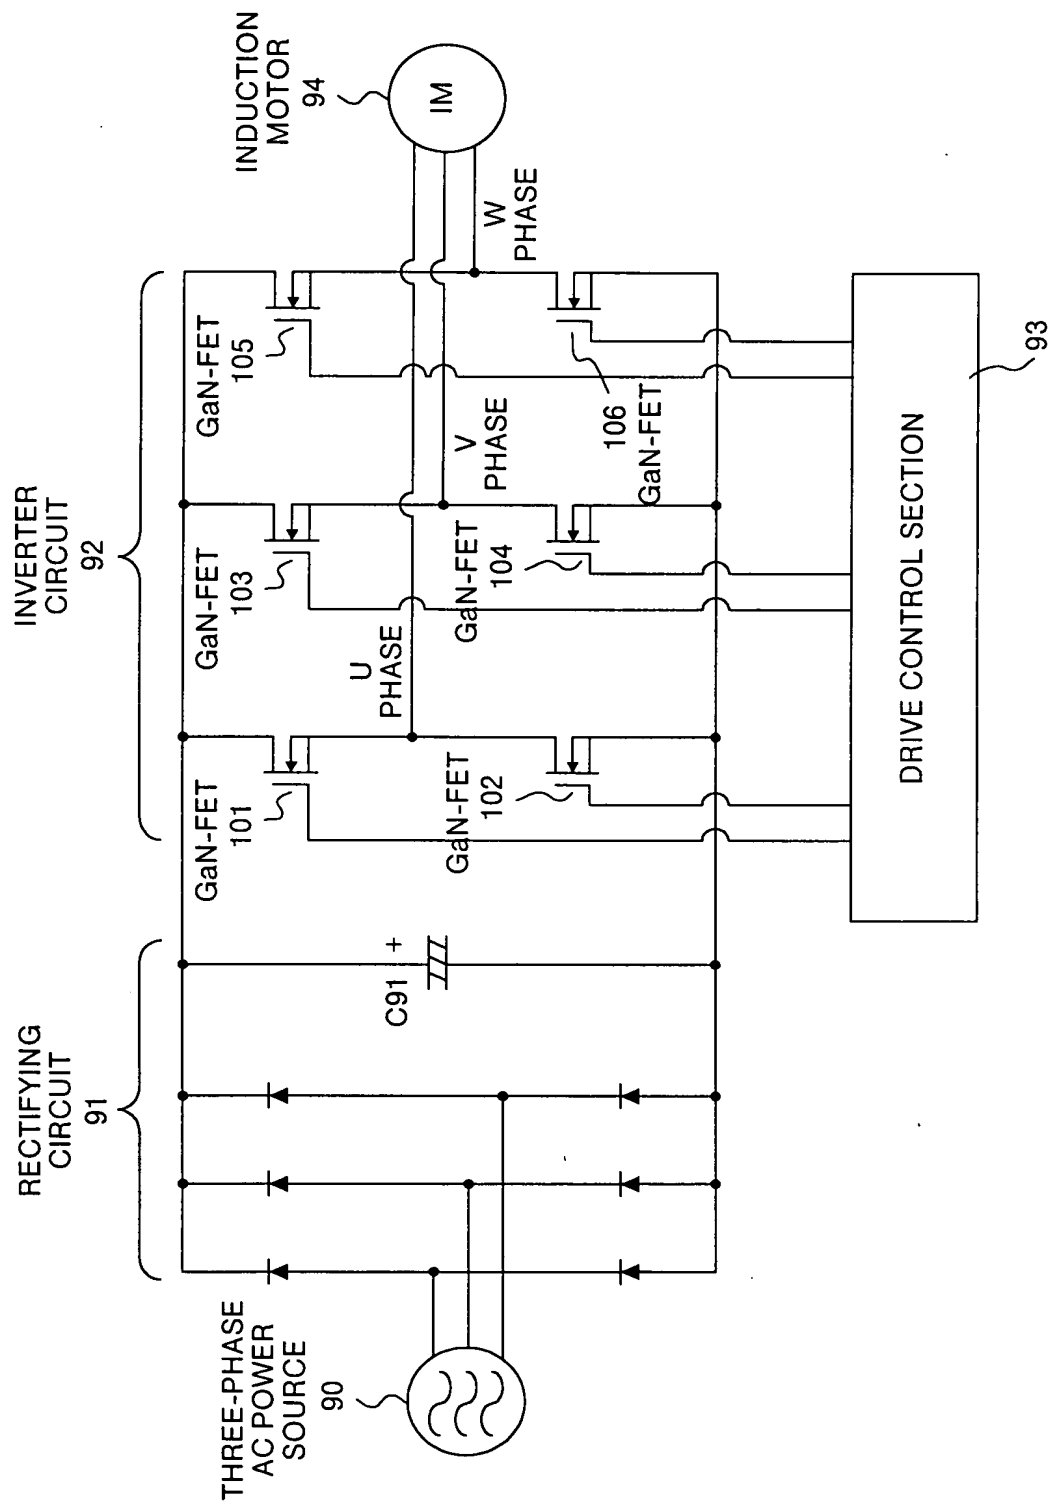 THREE-PHASE
AC POWER
SOURCE
90
RECTIFYING
CIRCUIT
91
C91
+
INVERTER
CIRCUIT
92
GaN-FET
101
GaN-FET
102
U
PHASE
GaN-FET
103
GaN-FET
104
V
PHASE
GaN-FET
105
106
GaN-FET
W
PHASE
INDUCTION
MOTOR
94
IM
DRIVE CONTROL SECTION
93